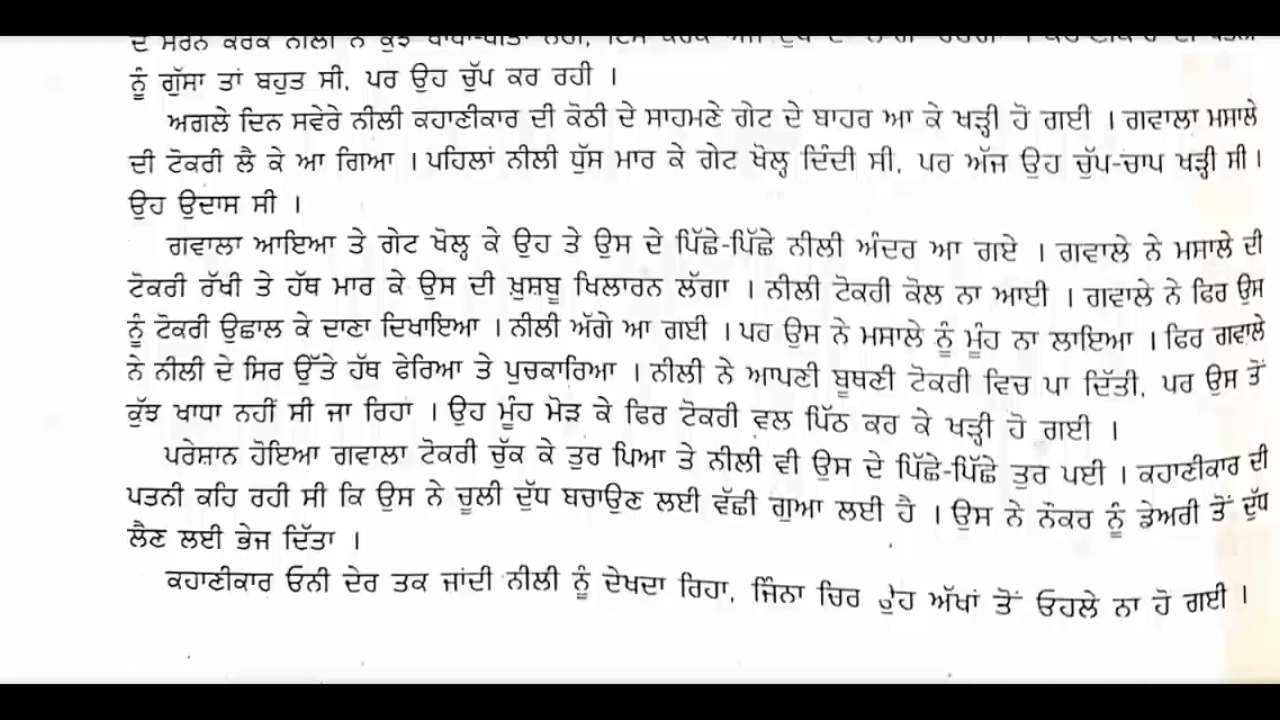 ਨੂੰ ਗੁੱਸਾ ਤਾਂ ਬਹੁਤ ਸੀ, ਪਰ ਉਹ ਚੁੱਪ ਕਰ ਰਹੀ ।
ਅਗਲੇ ਦਿਨ ਸਵੇਰੇ ਨੀਲੀ ਕਹਾਣੀਕਾਰ ਦੀ ਕੋਠੀ ਦੇ ਸਾਹਮਣੇ ਗੇਟ ਦੇ ਬਾਹਰ ਆ ਕੇ ਖੜ੍ਹੀ ਹੋ ਗਈ । ਗਵਾਲਾ ਮਸਾਲੇ
ਦੀ ਟੋਕਰੀ ਲੈ ਕੇ ਆ ਗਿਆ । ਪਹਿਲਾਂ ਨੀਲੀ ਧੁੱਸ ਮਾਰ ਕੇ ਗੇਟ ਖੋਲ੍ਹ ਦਿੰਦੀ ਸੀ, ਪਰ ਅੱਜ ਉਹ ਚੁੱਪ-ਚਾਪ ਖੜ੍ਹੀ ਸੀ ।
ਉਹ ਉਦਾਸ ਸੀ ।
ਗਵਾਲਾ ਆਇਆ ਤੇ ਗੇਟ ਖੋਲ੍ਹ ਕੇ ਉਹ ਤੇ ਉਸ ਦੇ ਪਿੱਛੇ-ਪਿੱਛੇ ਨੀਲੀ ਅੰਦਰ ਆ ਗਏ । ਗਵਾਲੇ ਨੇ ਮਸਾਲੇ ਦੀ
ਟੋਕਰੀ ਰੱਖੀ ਤੇ ਹੱਥ ਮਾਰ ਕੇ ਉਸ ਦੀ ਖ਼ੁਸ਼ਬੂ ਖਿਲਾਰਨ ਲੱਗਾ । ਨੀਲੀ ਟੋਕਰੀ ਕੋਲ ਨਾ ਆਈ । ਗਵਾਲੇ ਨੇ ਫਿਰ ਉਸ
ਨੂੰ ਟੋਕਰੀ ਉਛਾਲ ਕੇ ਦਾਣਾ ਦਿਖਾਇਆ । ਨੀਲੀ ਅੱਗੇ ਆ ਗਈ । ਪਰ ਉਸ ਨੇ ਮਸਾਲੇ ਨੂੰ ਮੂੰਹ ਨਾ ਲਾਇਆ । ਫਿਰ ਗਵਾਲੇ
ਨੇ ਨੀਲੀ ਦੇ ਸਿਰ ਉੱਤੇ ਹੱਥ ਫੇਰਿਆ ਤੇ ਪੁਚਕਾਰਿਆ । ਨੀਲੀ ਨੇ ਆਪਣੀ ਬੂਥਣੀ ਟੋਕਰੀ ਵਿਚ ਪਾ ਦਿੱਤੀ, ਪਰ ਉਸ ਤੋਂ
ਕੁੱਝ ਖਾਧਾ ਨਹੀਂ ਸੀ ਜਾ ਰਿਹਾ । ਉਹ ਮੂੰਹ ਮੋੜ ਕੇ ਫਿਰ ਟੋਕਰੀ ਵਲ ਪਿੱਠ ਕਰ ਕੇ ਖੜ੍ਹੀ ਹੋ ਗਈ ।
ਪਰੇਸ਼ਾਨ ਹੋਇਆ ਗਵਾਲਾ ਟੋਕਰੀ ਚੁੱਕ ਕੇ ਤੁਰ ਪਿਆ ਤੇ ਨੀਲੀ ਵੀ ਉਸ ਦੇ ਪਿੱਛੇ-ਪਿੱਛੇ ਤੁਰ ਪਈ । ਕਹਾਣੀਕਾਰ ਦੀ
ਪਤਨੀ ਕਹਿ ਰਹੀ ਸੀ ਕਿ ਉਸ ਨੇ ਚੂਲੀ ਦੁੱਧ ਬਚਾਉਣ ਲਈ ਵੱਛੀ ਗੁਆ ਲਈ ਹੈ । ਉਸ ਨੇ ਨੌਕਰ ਨੂੰ ਡੇਅਰੀ ਤੋਂ ਦੁੱਧ
ਲੈਣ ਲਈ ਭੇਜ ਦਿੱਤਾ ।
ਕਹਾਣੀਕਾਰ ਓਨੀ ਦੇਰ ਤਕ ਜਾਂਦੀ ਨੀਲੀ ਨੂੰ ਦੇਖਦਾ ਰਿਹਾ, ਜਿੰਨਾ ਚਿਰ ਉਹ ਅੱਖਾਂ ਤੋਂ ਓਹਲੇ ਨਾ ਹੋ ਗਈ ।